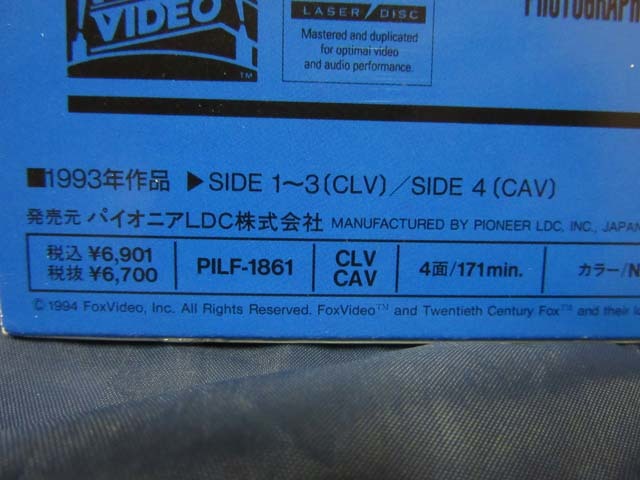 VIDEO
™
LASER DISC
Mastered and duplicated
for optimal video
and audio performance.
■1993年作品 ▶SIDE 1〜3(CLV)/SIDE 4(CAV)
発売元 パイオニアLDC株式会社 MANUFACTURED BY PIONEER LDC, INC., JAPAN
税込 ¥6,901
税抜 ¥6,700
PILF-1861
CLV
CAV
4面/171min.
カラー/N
© 1994 FoxVideo, Inc. All Rights Reserved. FoxVideo™ and Twentieth Century Fox™ and their